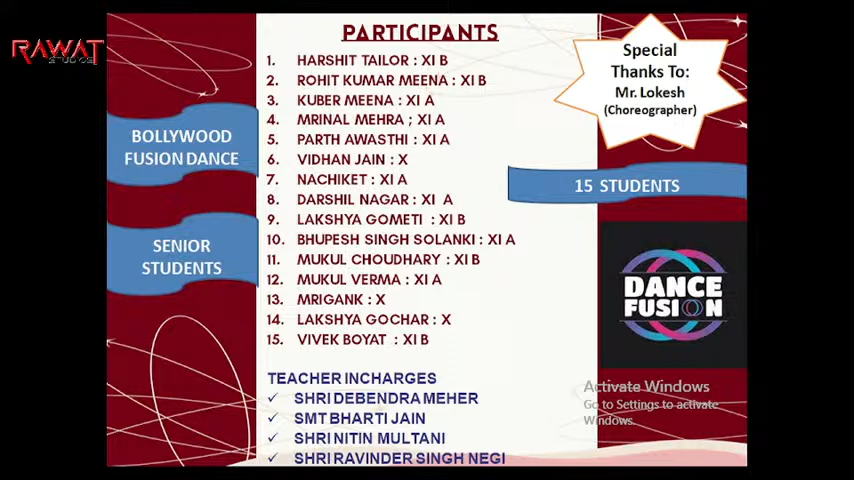 RAWAT
STUDIOS
PARTICIPANTS
1. HARSHIT TAILOR : XI B
2. ROHIT KUMAR MEENA : XI B
3. KUBER MEENA : XI A
4. MRINAL MEHRA ; XI A
5. PARTH AWASTHI : XI A
6. VIDHAN JAIN : X
7. NACHIKET : XI A
8. DARSHIL NAGAR : XI A
9. LAKSHYA GOMETI : XI B
10. BHUPESH SINGH SOLANKI : XI A
11. MUKUL CHOUDHARY : XI B
12. MUKUL VERMA : XI A
13. MRIGANK : X
14. LAKSHYA GOCHAR : X
15. VIVEK BOYAT : XI B
TEACHER INCHARGES
✓ SHRI DEBENDRA MEHER
✓ SMT BHARTI JAIN
✓ SHRI NITIN MULTANI
✓ SHRI RAVINDER SINGH NEGI
BOLLYWOOD
FUSION DANCE
SENIOR
STUDENTS
Special
Thanks To:
Mr. Lokesh
(Choreographer)
15 STUDENTS
DANCE
FUSION
Activate Windows
Go to Settings to activate
Windows.